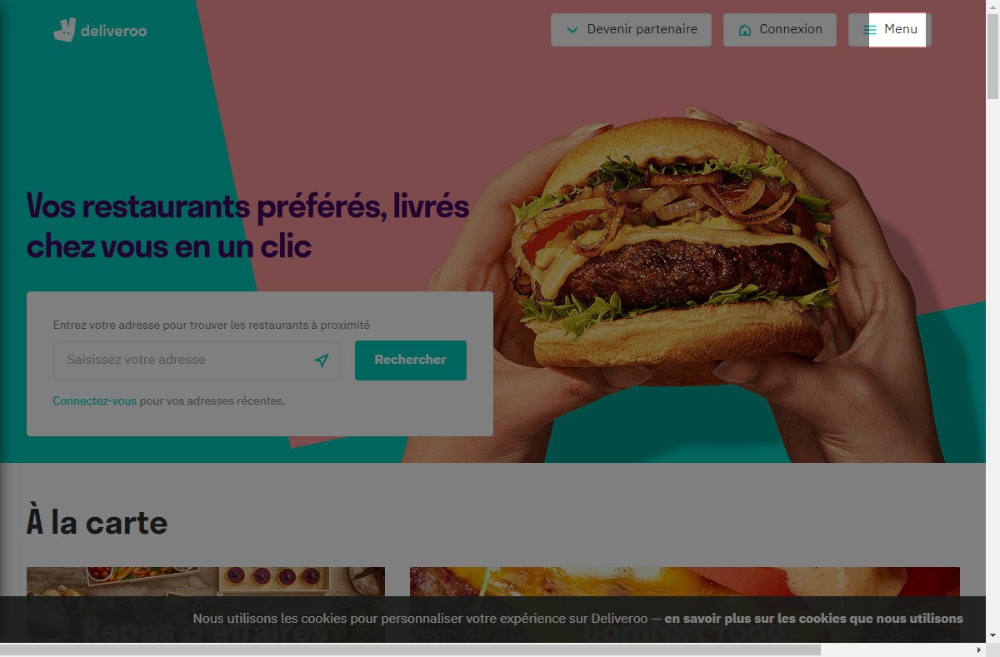 deliveroo
Devenir partenaire
Connexion
Menu
Vos restaurants préférés, livrés
chez vous en un clic
Entrez votre adresse pour trouver les restaurants à proximité
Saisissez votre adresse
Rechercher
Connectez-vous pour vos adresses récentes.
À la carte
Repas d'affaires
Comfort food
Nous utilisons les cookies pour personnaliser votre expérience sur Deliveroo — en savoir plus sur les cookies que nous utilisons